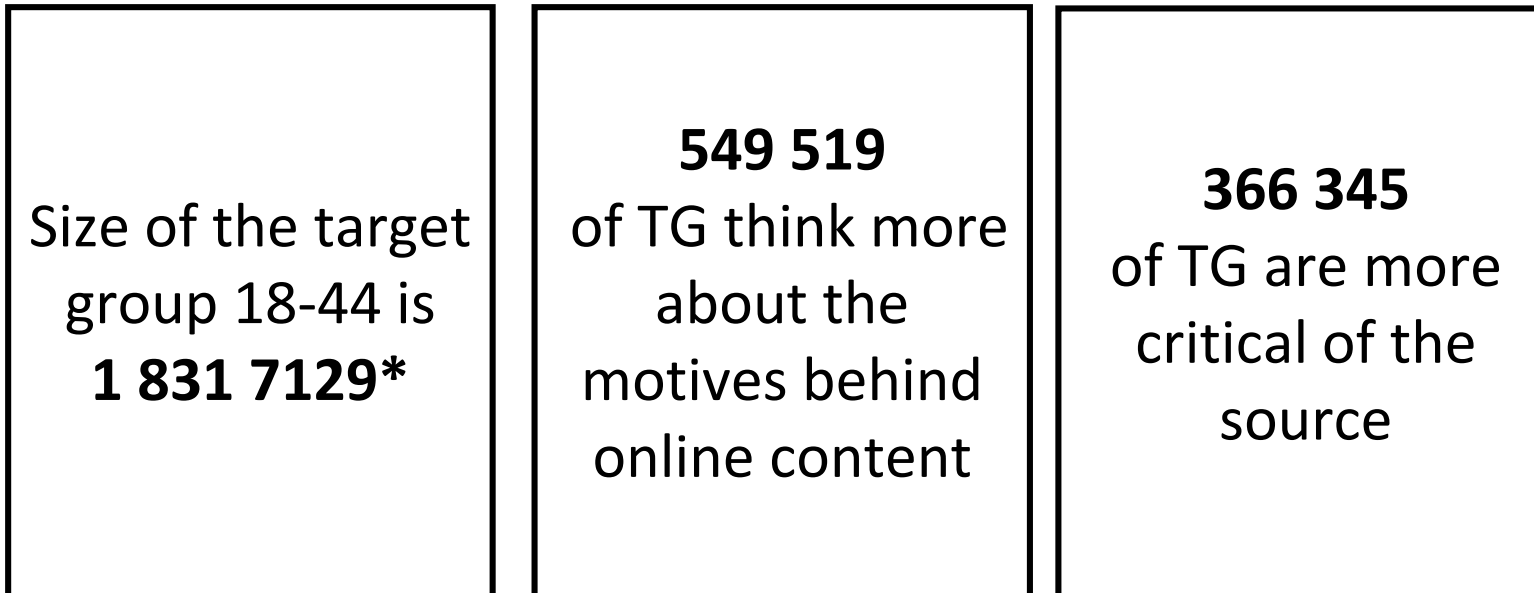 Size of the target
group 18-44 is
1 831 7129*
549 519
of TG think more
about the
motives behind
online content
366 345
of TG are more
critical of the
source